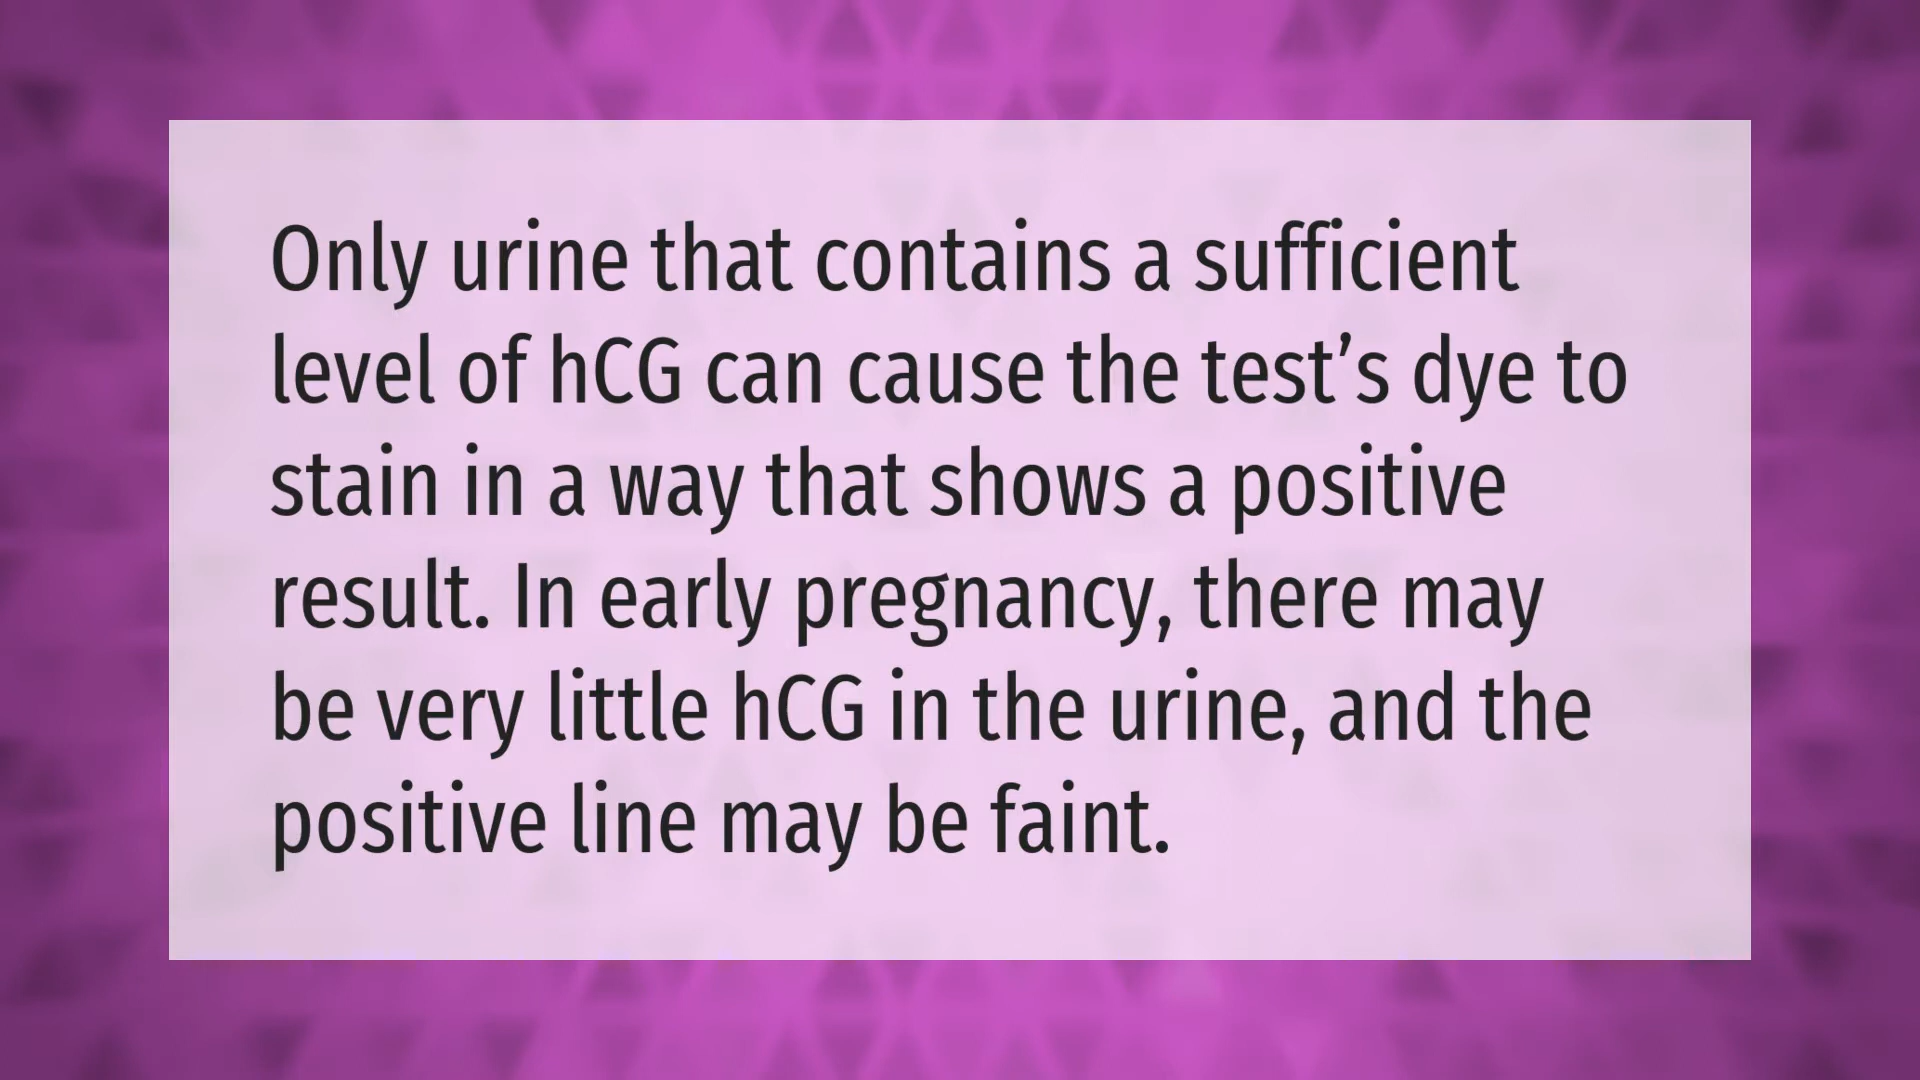 Only urine that contains a sufficient
level of hCG can cause the test’s dye to
stain in a way that shows a positive
result. In early pregnancy, there may
be very little hCG in the urine, and the
positive line may be faint.